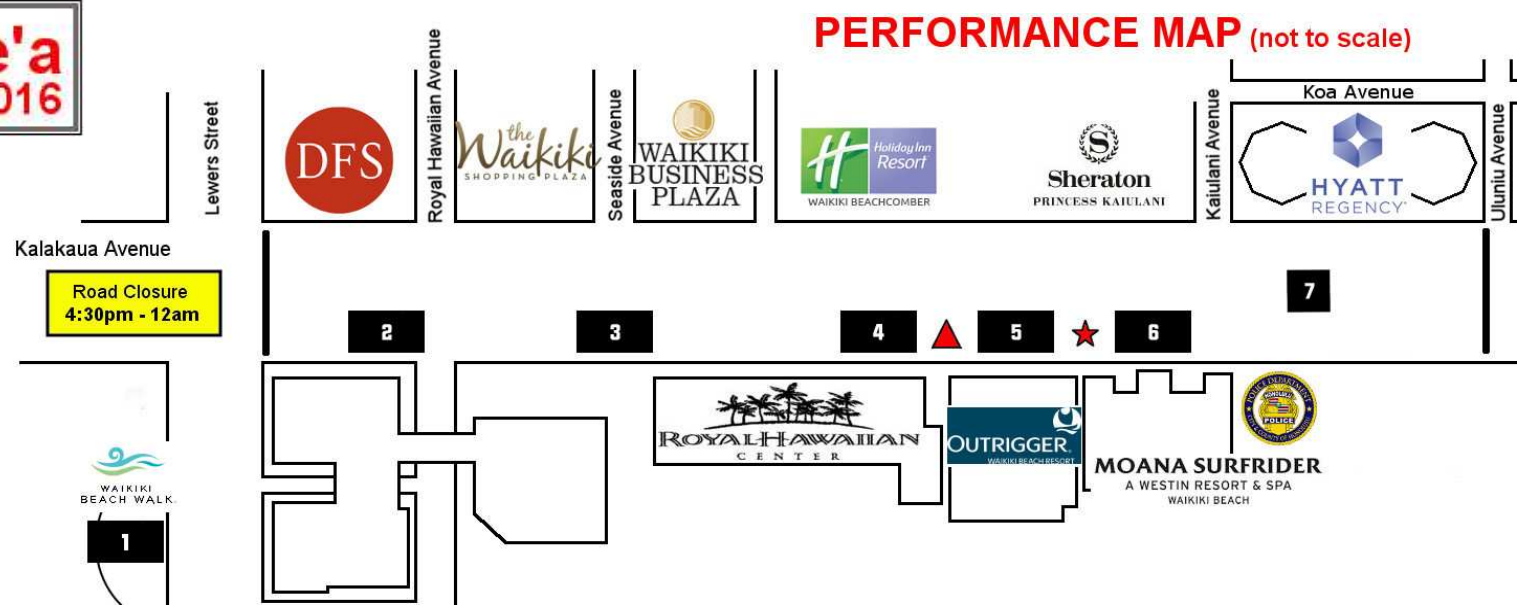 e'a
016
PERFORMANCE MAP (not to scale)
Lewers Street
DFS
Royal Hawaiian Avenue
the
Waikiki
SHOPPING PLAZA
Seaside Avenue
WAIKIKI
BUSINESS
PLAZA
H
Holiday Inn
Resort
WAIKIKI BEACHCOMBER
S
Sheraton
PRINCESS KAIULANI
Kaiulani Avenue
Koa Avenue
HYATT
REGENCY
Uluniu Avenue
Kalakaua Avenue
Road Closure
4:30pm - 12am
2
3
4
5
6
7
WAIKIKI
BEACH WALK
1
ROYAL HAWAIIAN
CENTER
OUTRIGGER
WAIKIKI BEACH RESORT
MOANA SURFRIDER
A WESTIN RESORT & SPA
WAIKIKI BEACH
POLICE DEPARTMENT
HONOLULU
POLICE